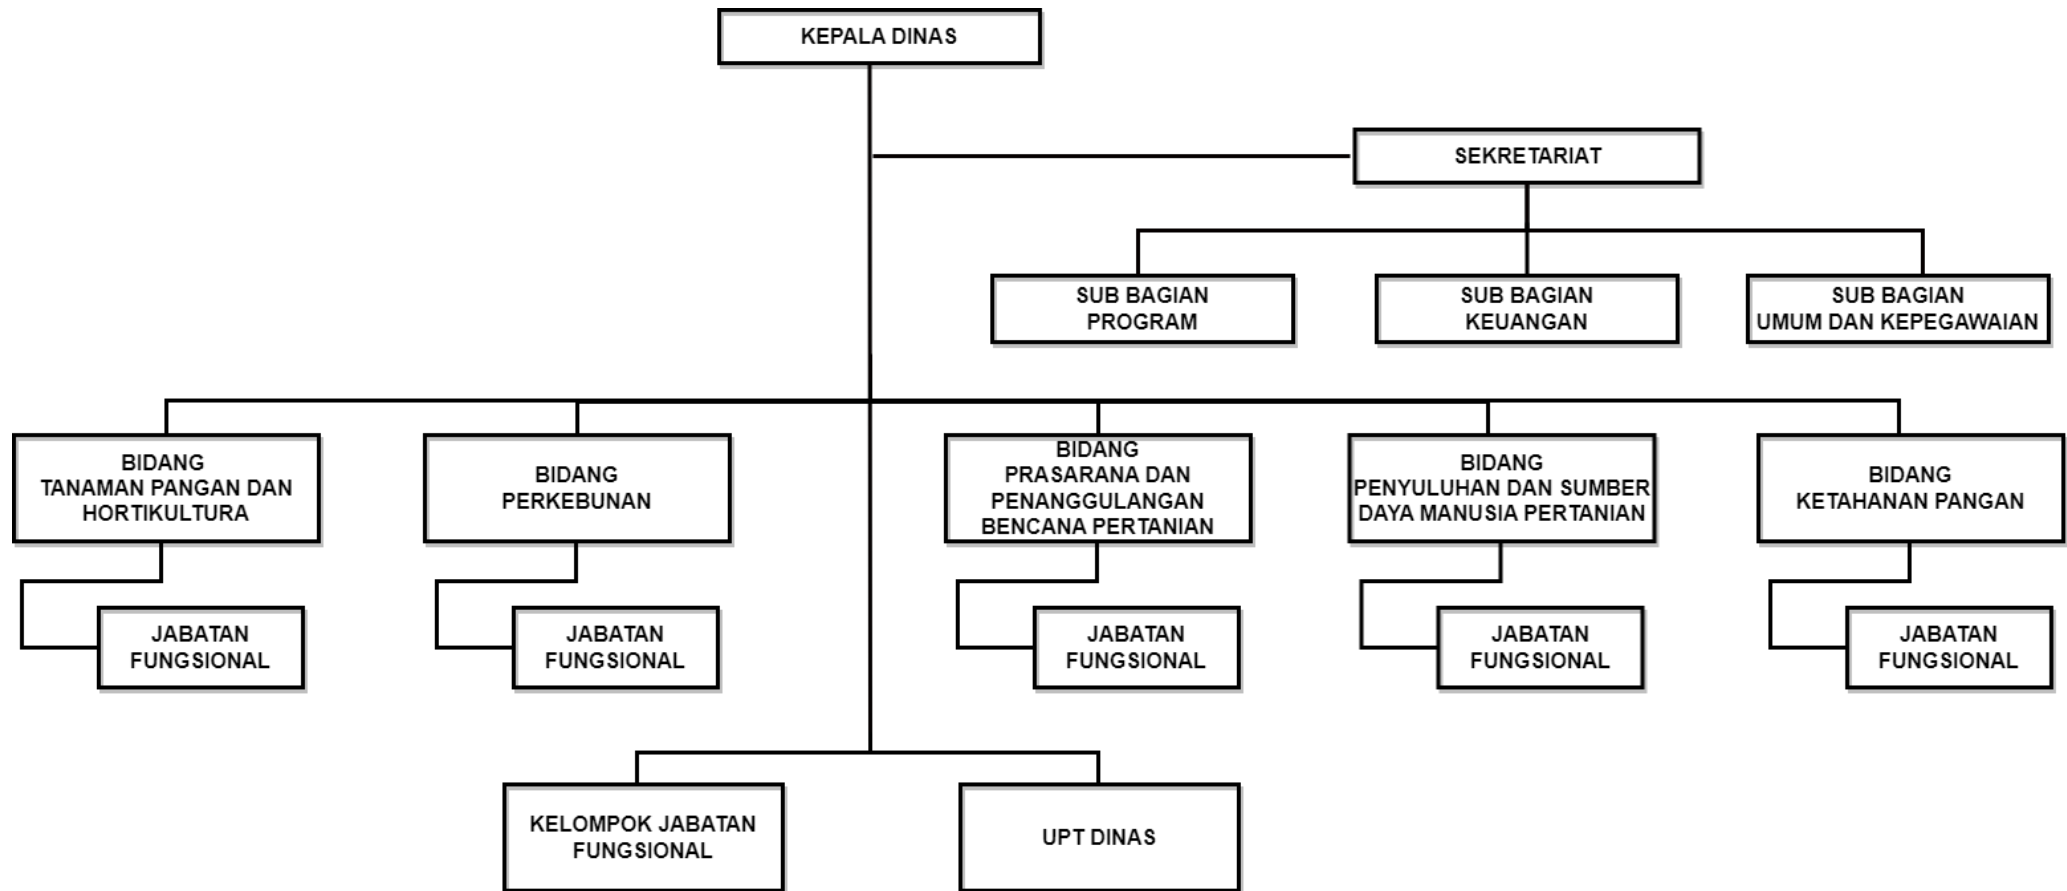 KEPALA DINAS
SEKRETARIAT
SUB BAGIAN
PROGRAM
SUB BAGIAN
KEUANGAN
SUB BAGIAN
UMUM DAN KEPEGAWAIAN
BIDANG
TANAMAN PANGAN DAN
HORTIKULTURA
BIDANG
PERKEBUNAN
BIDANG
PRASARANA DAN
PENANGGULANGAN
BENCANA PERTANIAN
BIDANG
PENYULUHAN DAN SUMBER
DAYA MANUSIA PERTANIAN
BIDANG
KETAHANAN PANGAN
JABATAN
FUNGSIONAL
JABATAN
FUNGSIONAL
JABATAN
FUNGSIONAL
JABATAN
FUNGSIONAL
JABATAN
FUNGSIONAL
KELOMPOK JABATAN
FUNGSIONAL
UPT DINAS